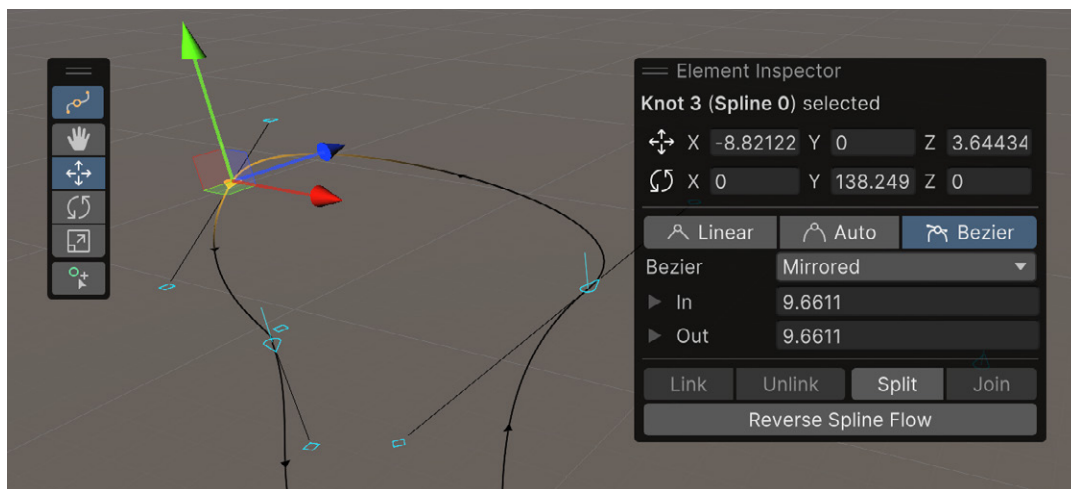 Element Inspector
Knot 3 (Spline 0) selected
X -8.82122 Y 0 Z 3.64434
X 0 Y 138.249 Z 0
Linear Auto Bezier
Bezier Mirrored
In 9.6611
Out 9.6611
Link Unlink Split Join
Reverse Spline Flow